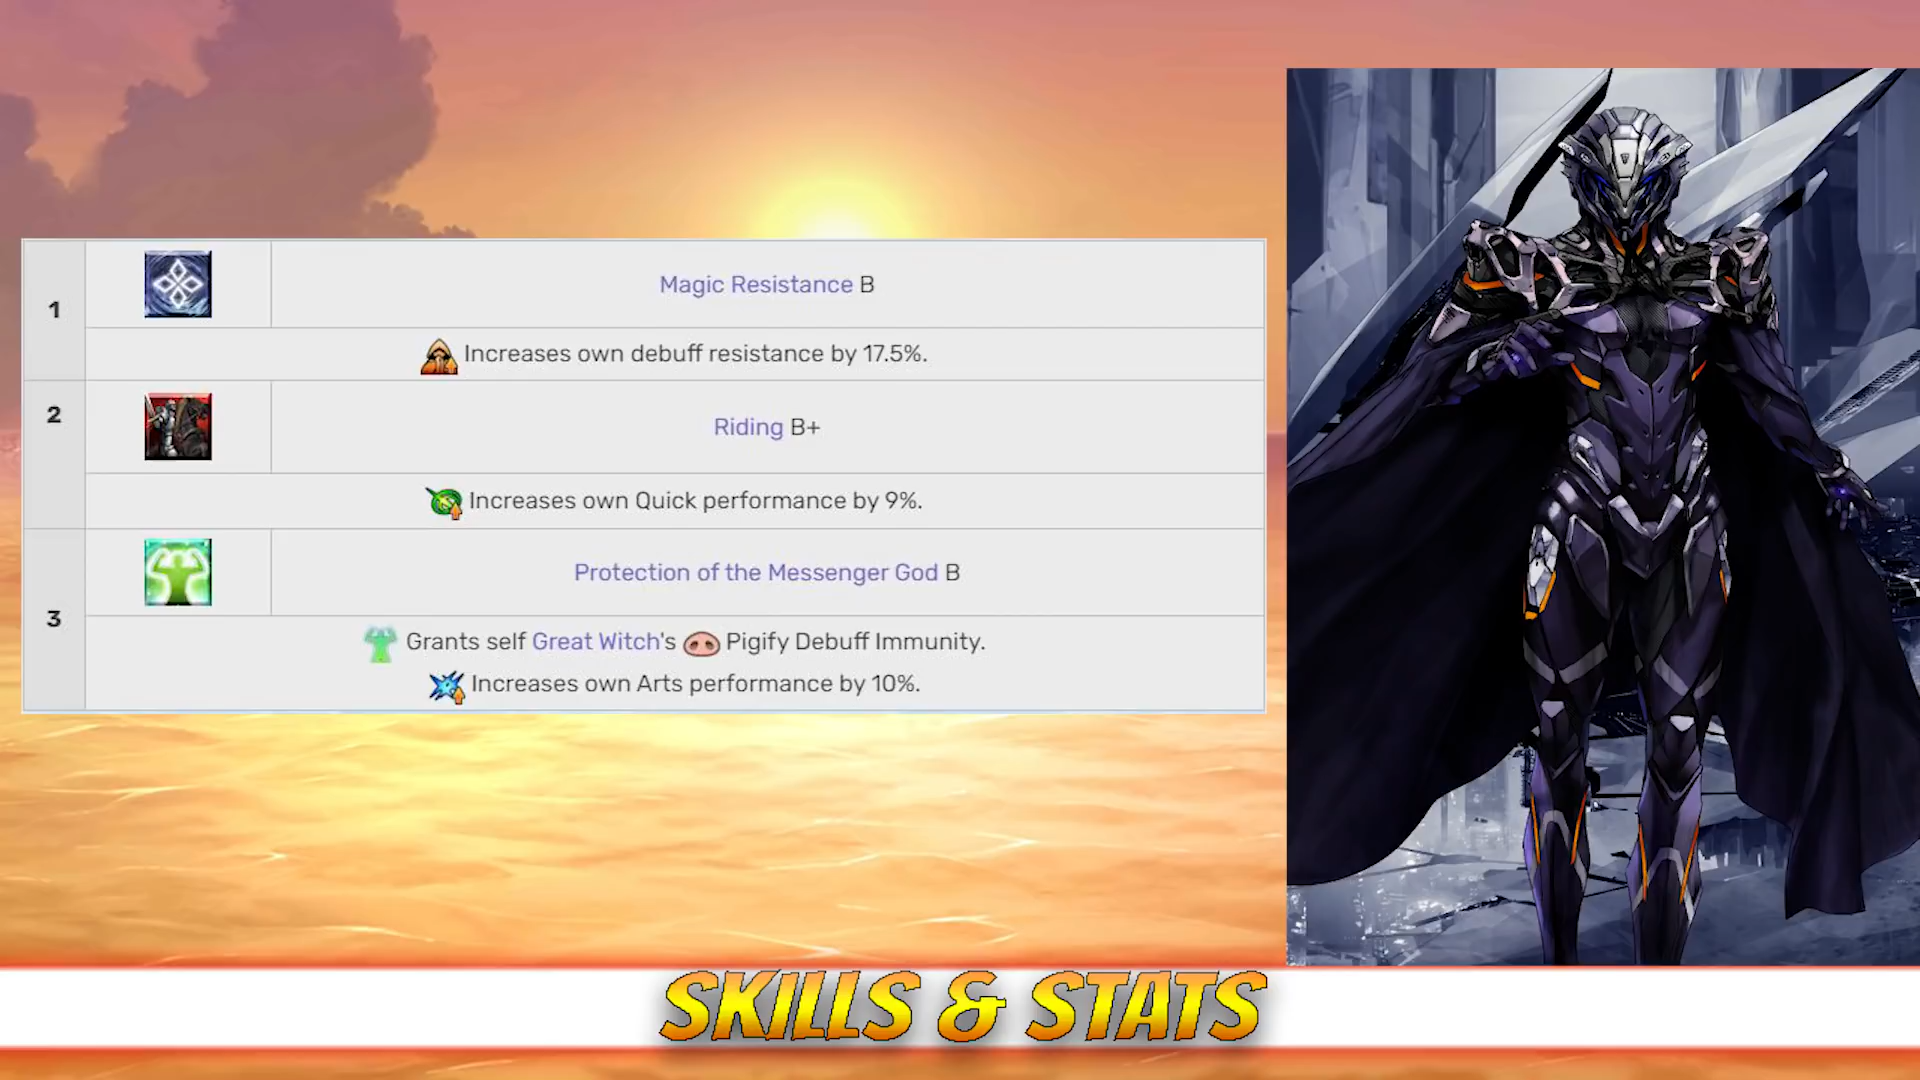 1
Magic Resistance B
Increases own debuff resistance by 17.5%.
2
Riding B+
Increases own Quick performance by 9%.
3
Protection of the Messenger God B
Grants self Great Witch's Pigify Debuff Immunity.
Increases own Arts performance by 10%.
SKILLS & STATS